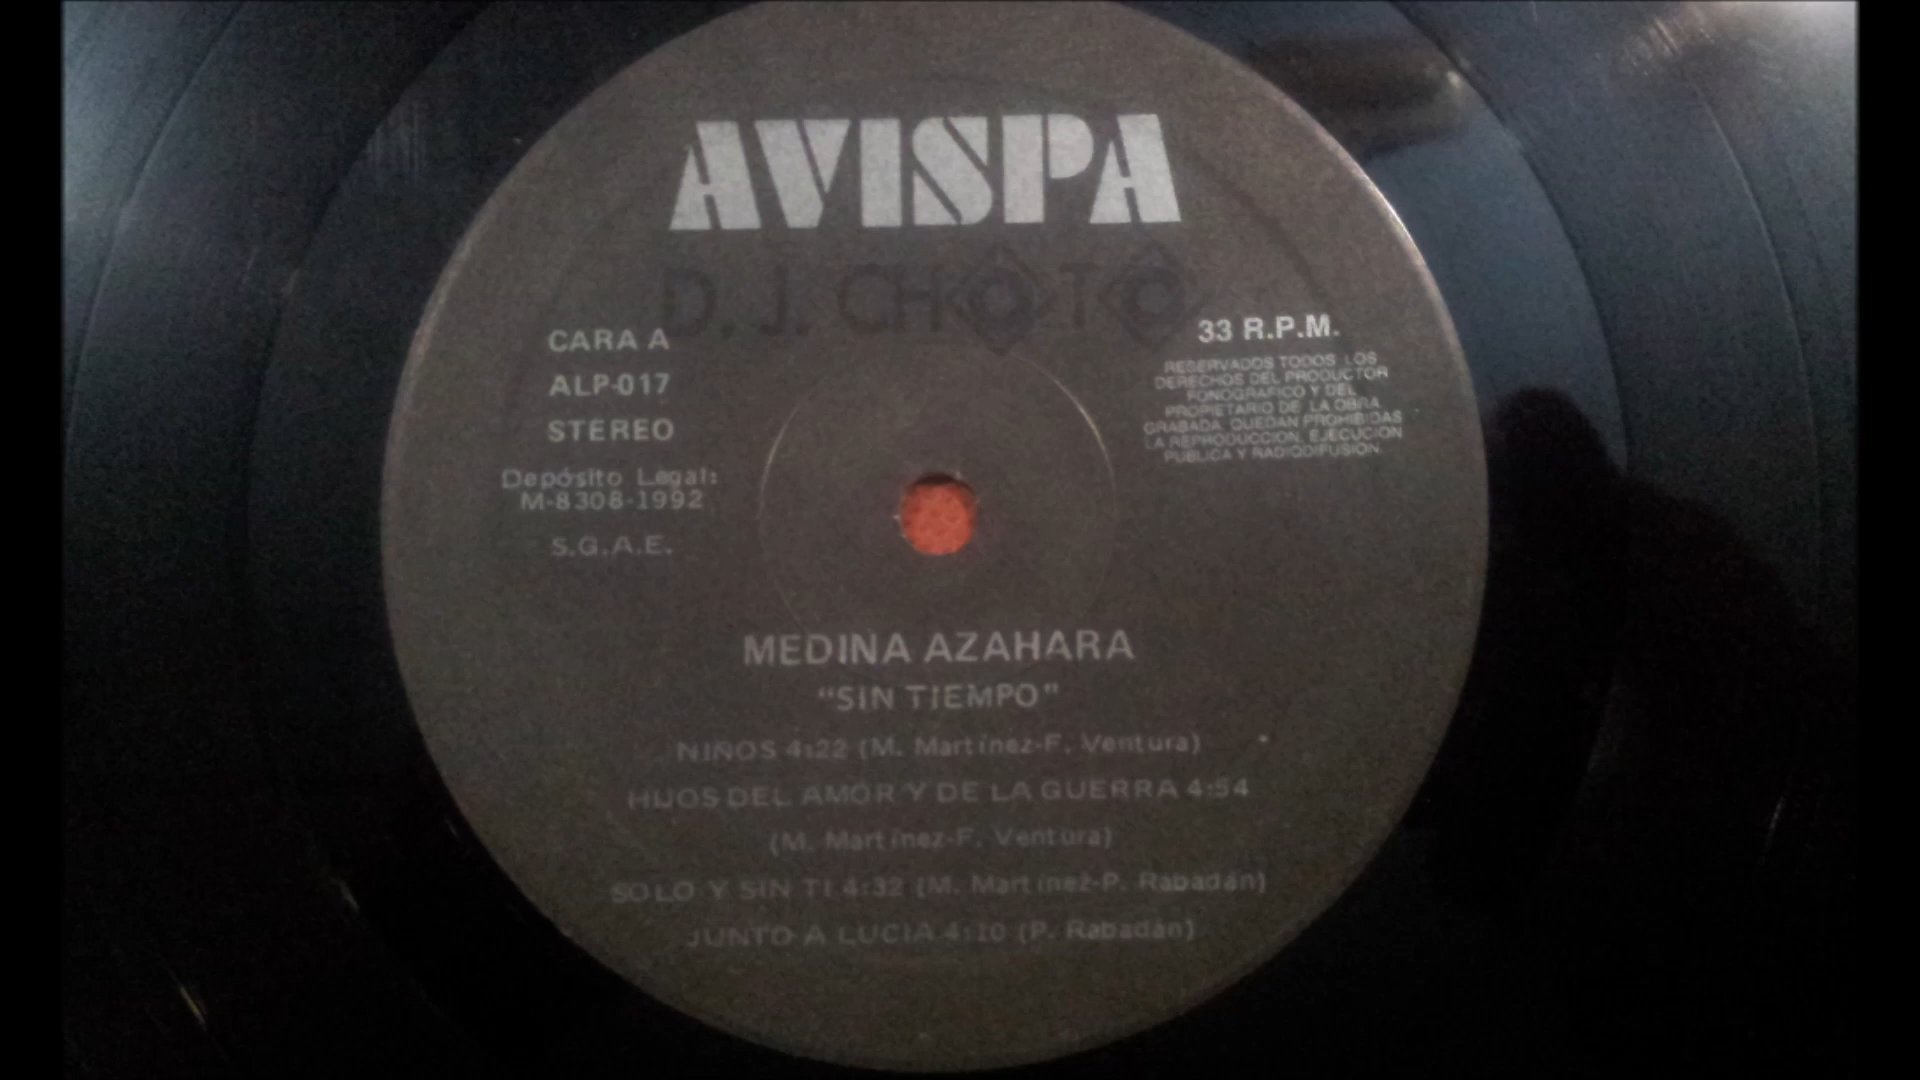 AVISPA
D. J. CHOTO
CARA A
ALP-017
STEREO
Depósito Legal:
M-8308-1992
S.G.A.E.
33 R.P.M.
RESERVADOS TODOS LOS
DERECHOS DEL PRODUCTOR
FONOGRAFICO Y DEL
PROPIETARIO DE LA OBRA
GRABADA. QUEDAN PROHIBIDAS
LA REPRODUCCION, EJECUCION
PUBLICA Y RADIODIFUSION.
MEDINA AZAHARA
“SIN TIEMPO”
NIÑOS 4:22 (M. Martínez-F. Ventura)
HIJOS DEL AMOR Y DE LA GUERRA 4:54
(M. Martínez-F. Ventura)
SOLO Y SIN TI 4:32 (M. Martínez-P. Rabadán)
JUNTO A LUCIA 4:10 (P. Rabadán)